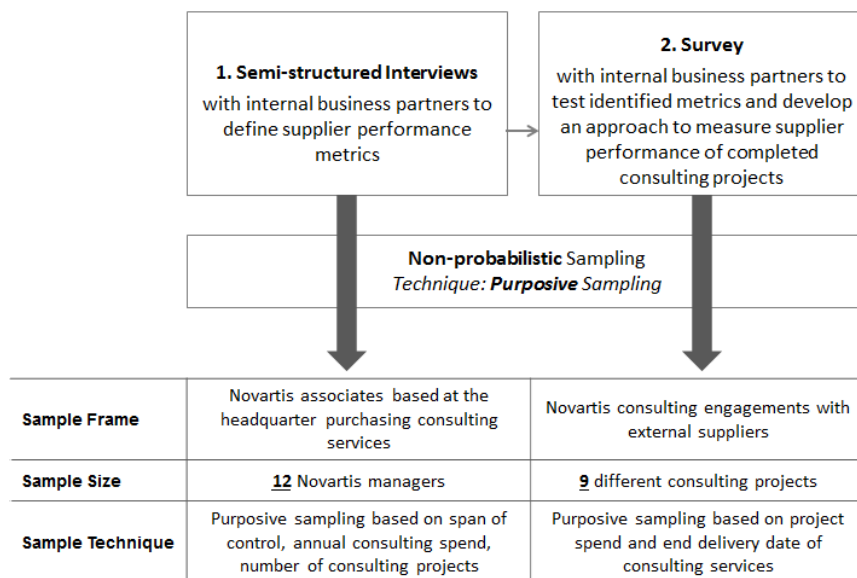 1. Semi-structured Interviews
with internal business partners to
define supplier performance
metrics
2. Survey
with internal business partners to
test identified metrics and develop
an approach to measure supplier
performance of completed
consulting projects
Non-probabilistic Sampling
Technique: Purposive Sampling
Sample Frame
Novartis associates based at the
headquarter purchasing consulting
services
Novartis consulting engagements with
external suppliers
Sample Size
12 Novartis managers
9 different consulting projects
Sample Technique
Purposive sampling based on span of
control, annual consulting spend,
number of consulting projects
Purposive sampling based on project
spend and end delivery date of
consulting services